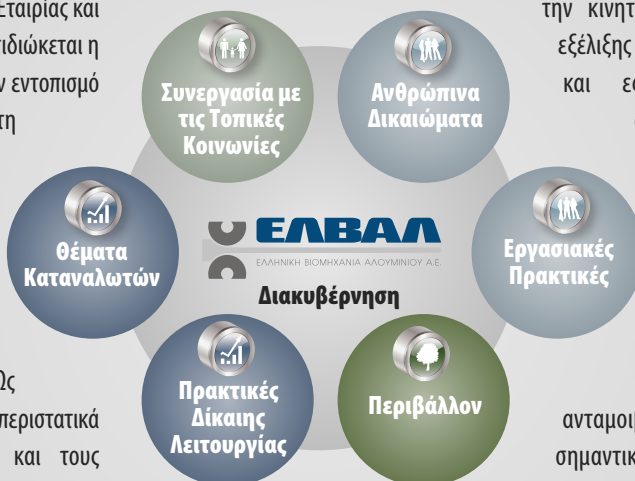 Εταιρίας και
ιδιώκεται η
ν εντοπισμό
τη
Ως
περιστατικά
και τους
Συνεργασία με
τις Τοπικές
Κοινωνίες
Ανθρώπινα
Δικαιώματα
Θέματα
Καταναλωτών
ΕΛΒΑΛ
ΕΛΛΗΝΙΚΗ ΒΙΟΜΗΧΑΝΙΑ ΑΛΟΥΜΙΝΙΟΥ Α.Ε.
Διακυβέρνηση
Εργασιακές
Πρακτικές
Πρακτικές
Δίκαιης
Λειτουργίας
Περιβάλλον
την κινητ
εξέλιξης
και εσ
ανταμοι
σημαντικ